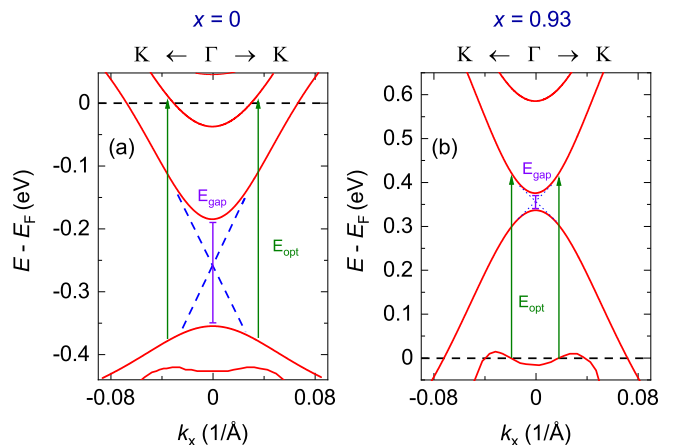 x = 0
K ← Γ → K
(a)
E_gap
E_opt
0
-0.1
-0.2
-0.3
-0.4
E - E_F (eV)
-0.08
0
0.08
k_x (1/Å)
x = 0.93
K ← Γ → K
(b)
E_gap
E_opt
0.6
0.5
0.4
0.3
0.2
0.1
0
E - E_F (eV)
-0.08
0
0.08
k_x (1/Å)